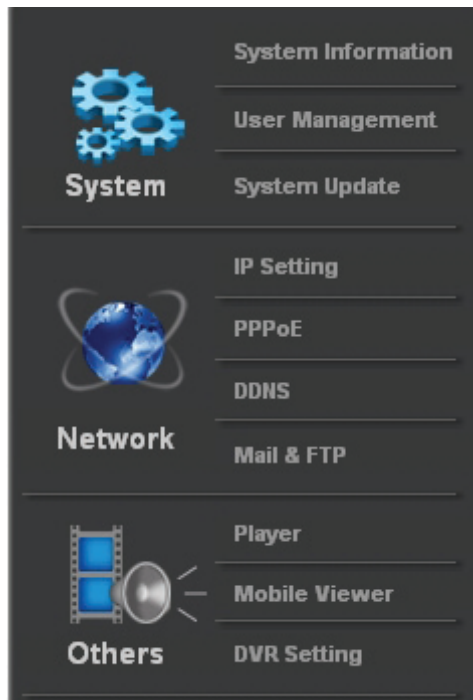 System Information
User Management
System
System Update
IP Setting
PPPoE
DDNS
Network
Mail & FTP
Player
Mobile Viewer
Others
DVR Setting